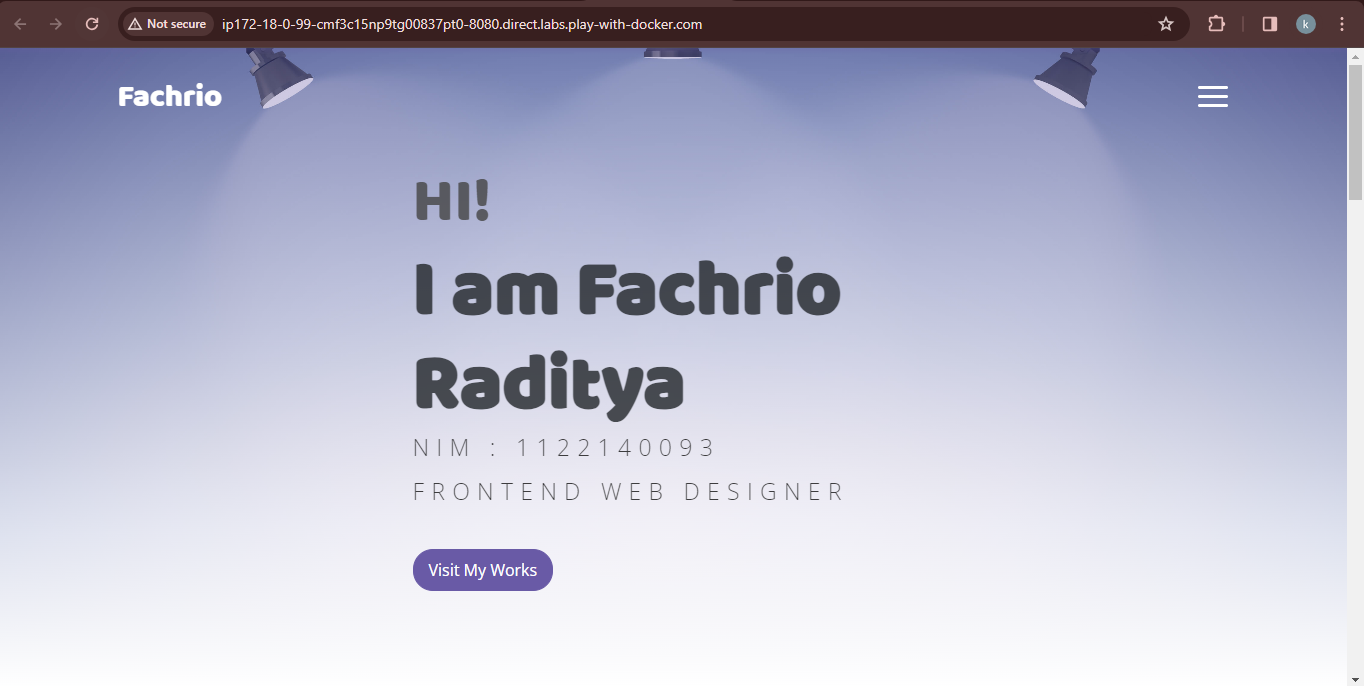 Not secure
ip172-18-0-99-cmf3c15np9tg00837pt0-8080.direct.labs.play-with-docker.com
k
Fachrio
HI!
I am Fachrio
Raditya
NIM : 1122140093
FRONTEND WEB DESIGNER
Visit My Works